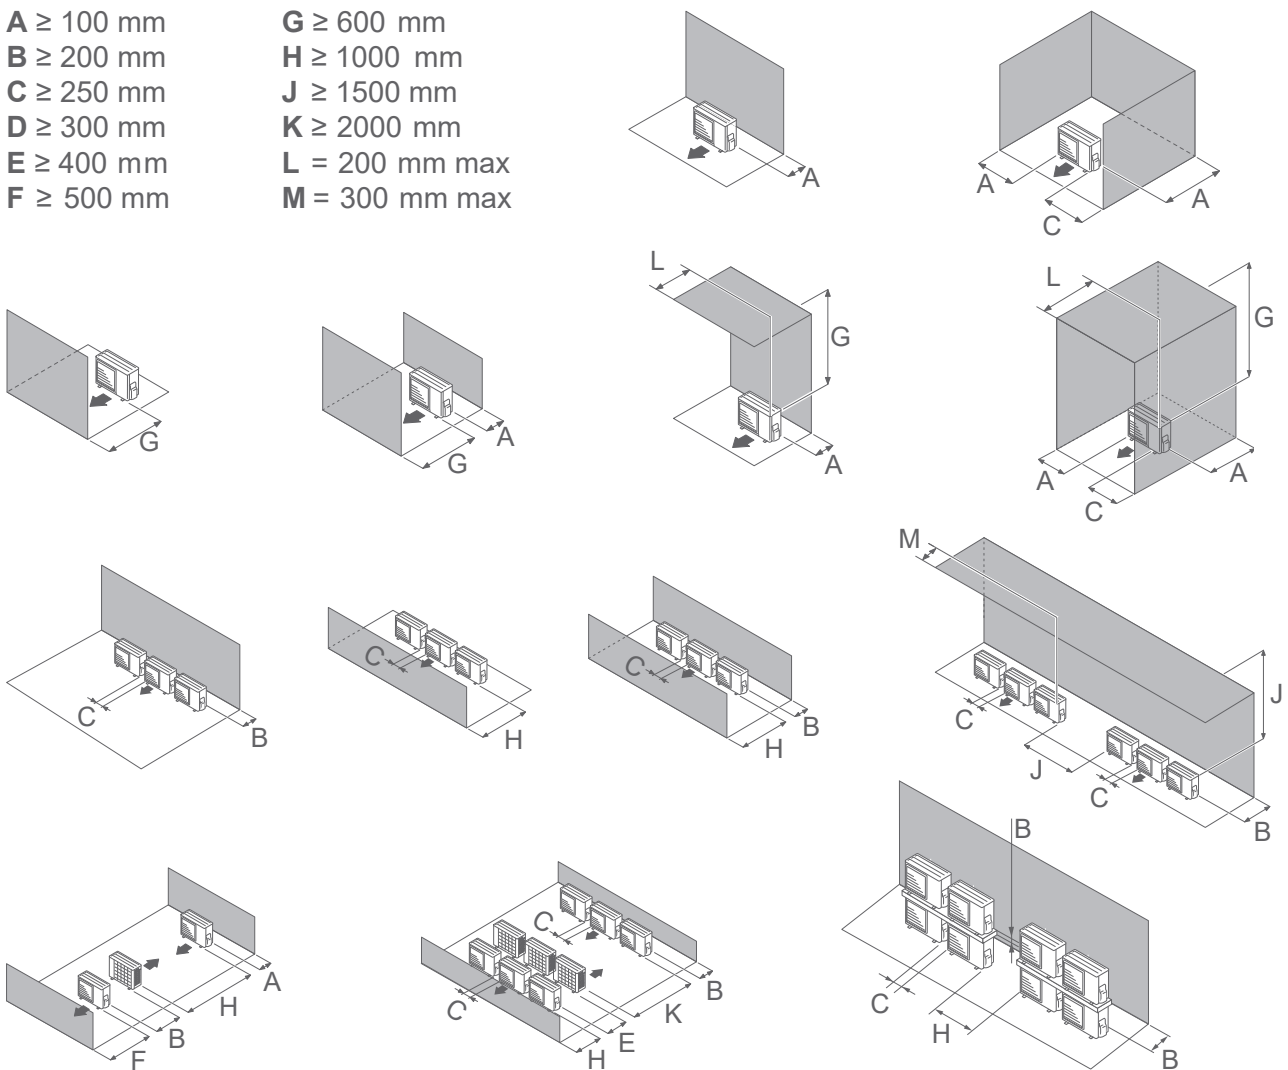 A ≥ 100 mm
B ≥ 200 mm
C ≥ 250 mm
D ≥ 300 mm
E ≥ 400 mm
F ≥ 500 mm
G ≥ 600 mm
H ≥ 1000 mm
J ≥ 1500 mm
K ≥ 2000 mm
L = 200 mm max
M = 300 mm max
A
A
C
A
G
G
A
L
G
A
L
G
A
C
A
C
B
C
H
C
H
B
M
J
C
J
C
B
F
B
H
A
C
C
H
E
K
B
B
C
H
B